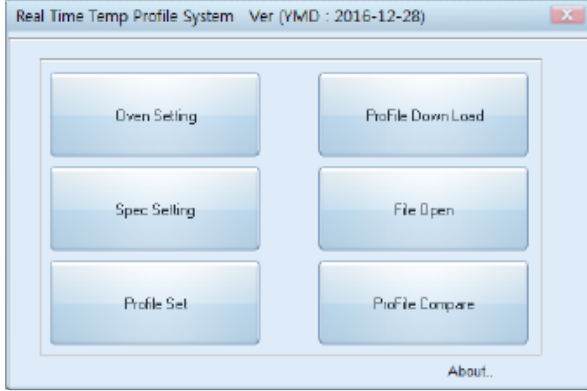 Real Time Temp Profile System   Ver (YMD : 2016-12-28)
Oven Setting
ProFile Down Load
Spec Setting
File Open
Profile Set
ProFile Compare
About..